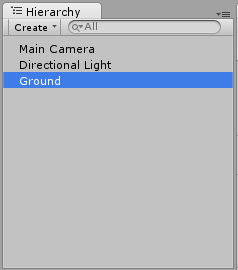 Hierarchy
Create All
Main Camera
Directional Light
Ground